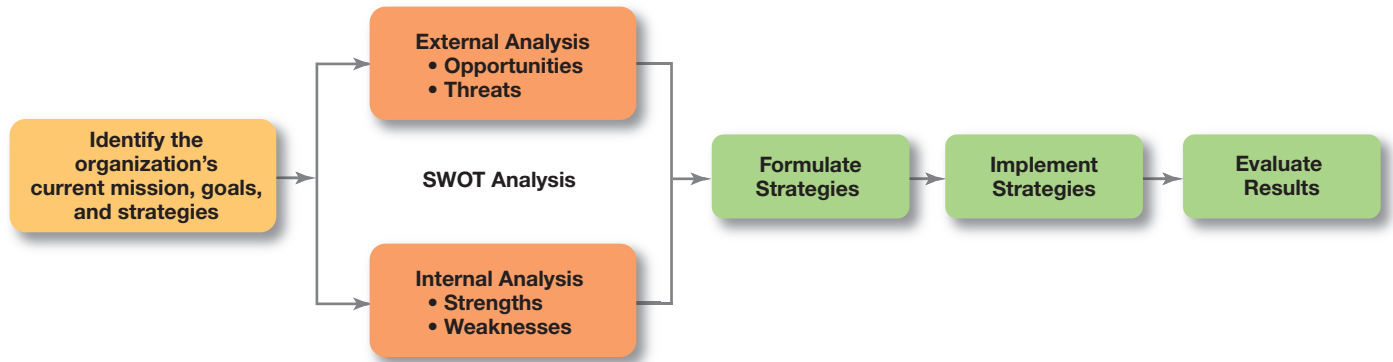 Identify the
organization’s
current mission, goals,
and strategies
External Analysis
• Opportunities
• Threats
SWOT Analysis
Internal Analysis
• Strengths
• Weaknesses
Formulate
Strategies
Implement
Strategies
Evaluate
Results